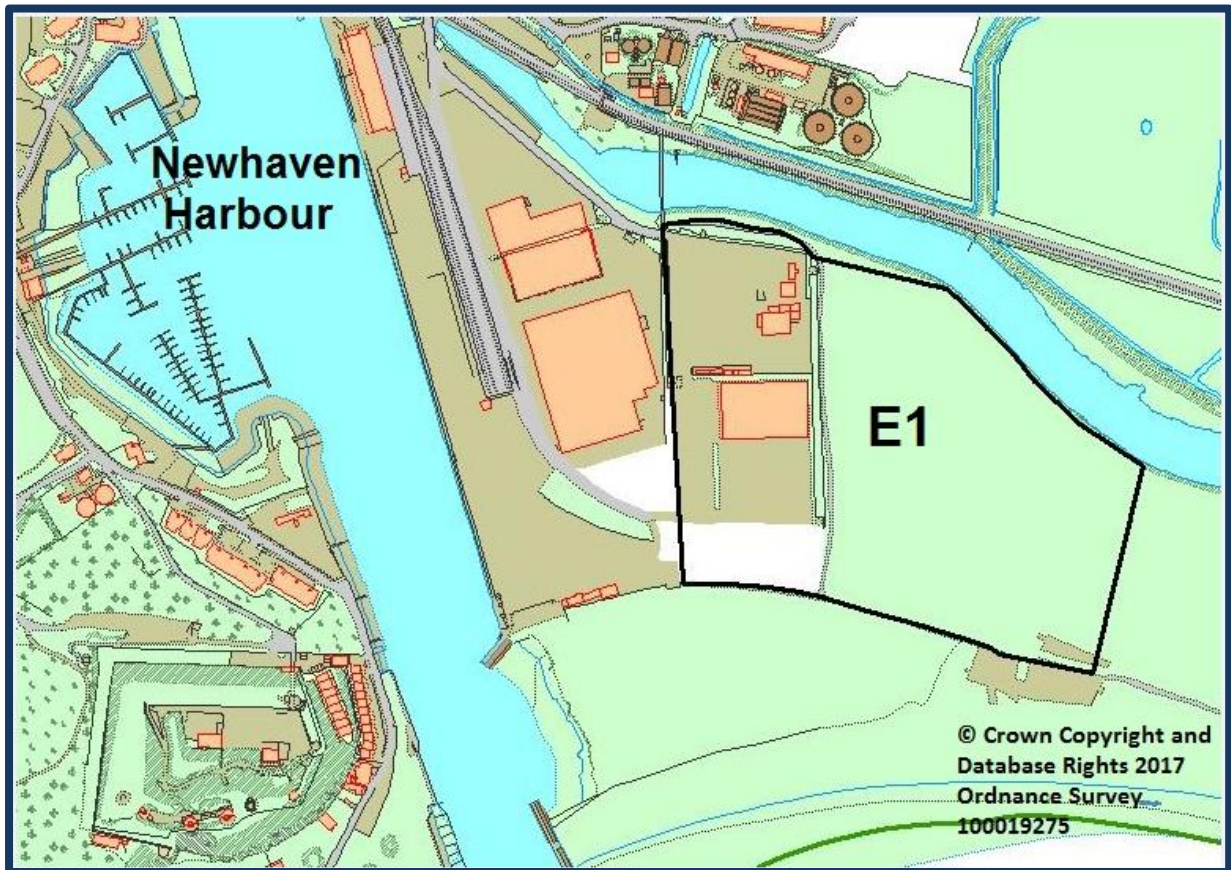 Newhaven
Harbour
E1
© Crown Copyright and
Database Rights 2017
Ordnance Survey
100019275